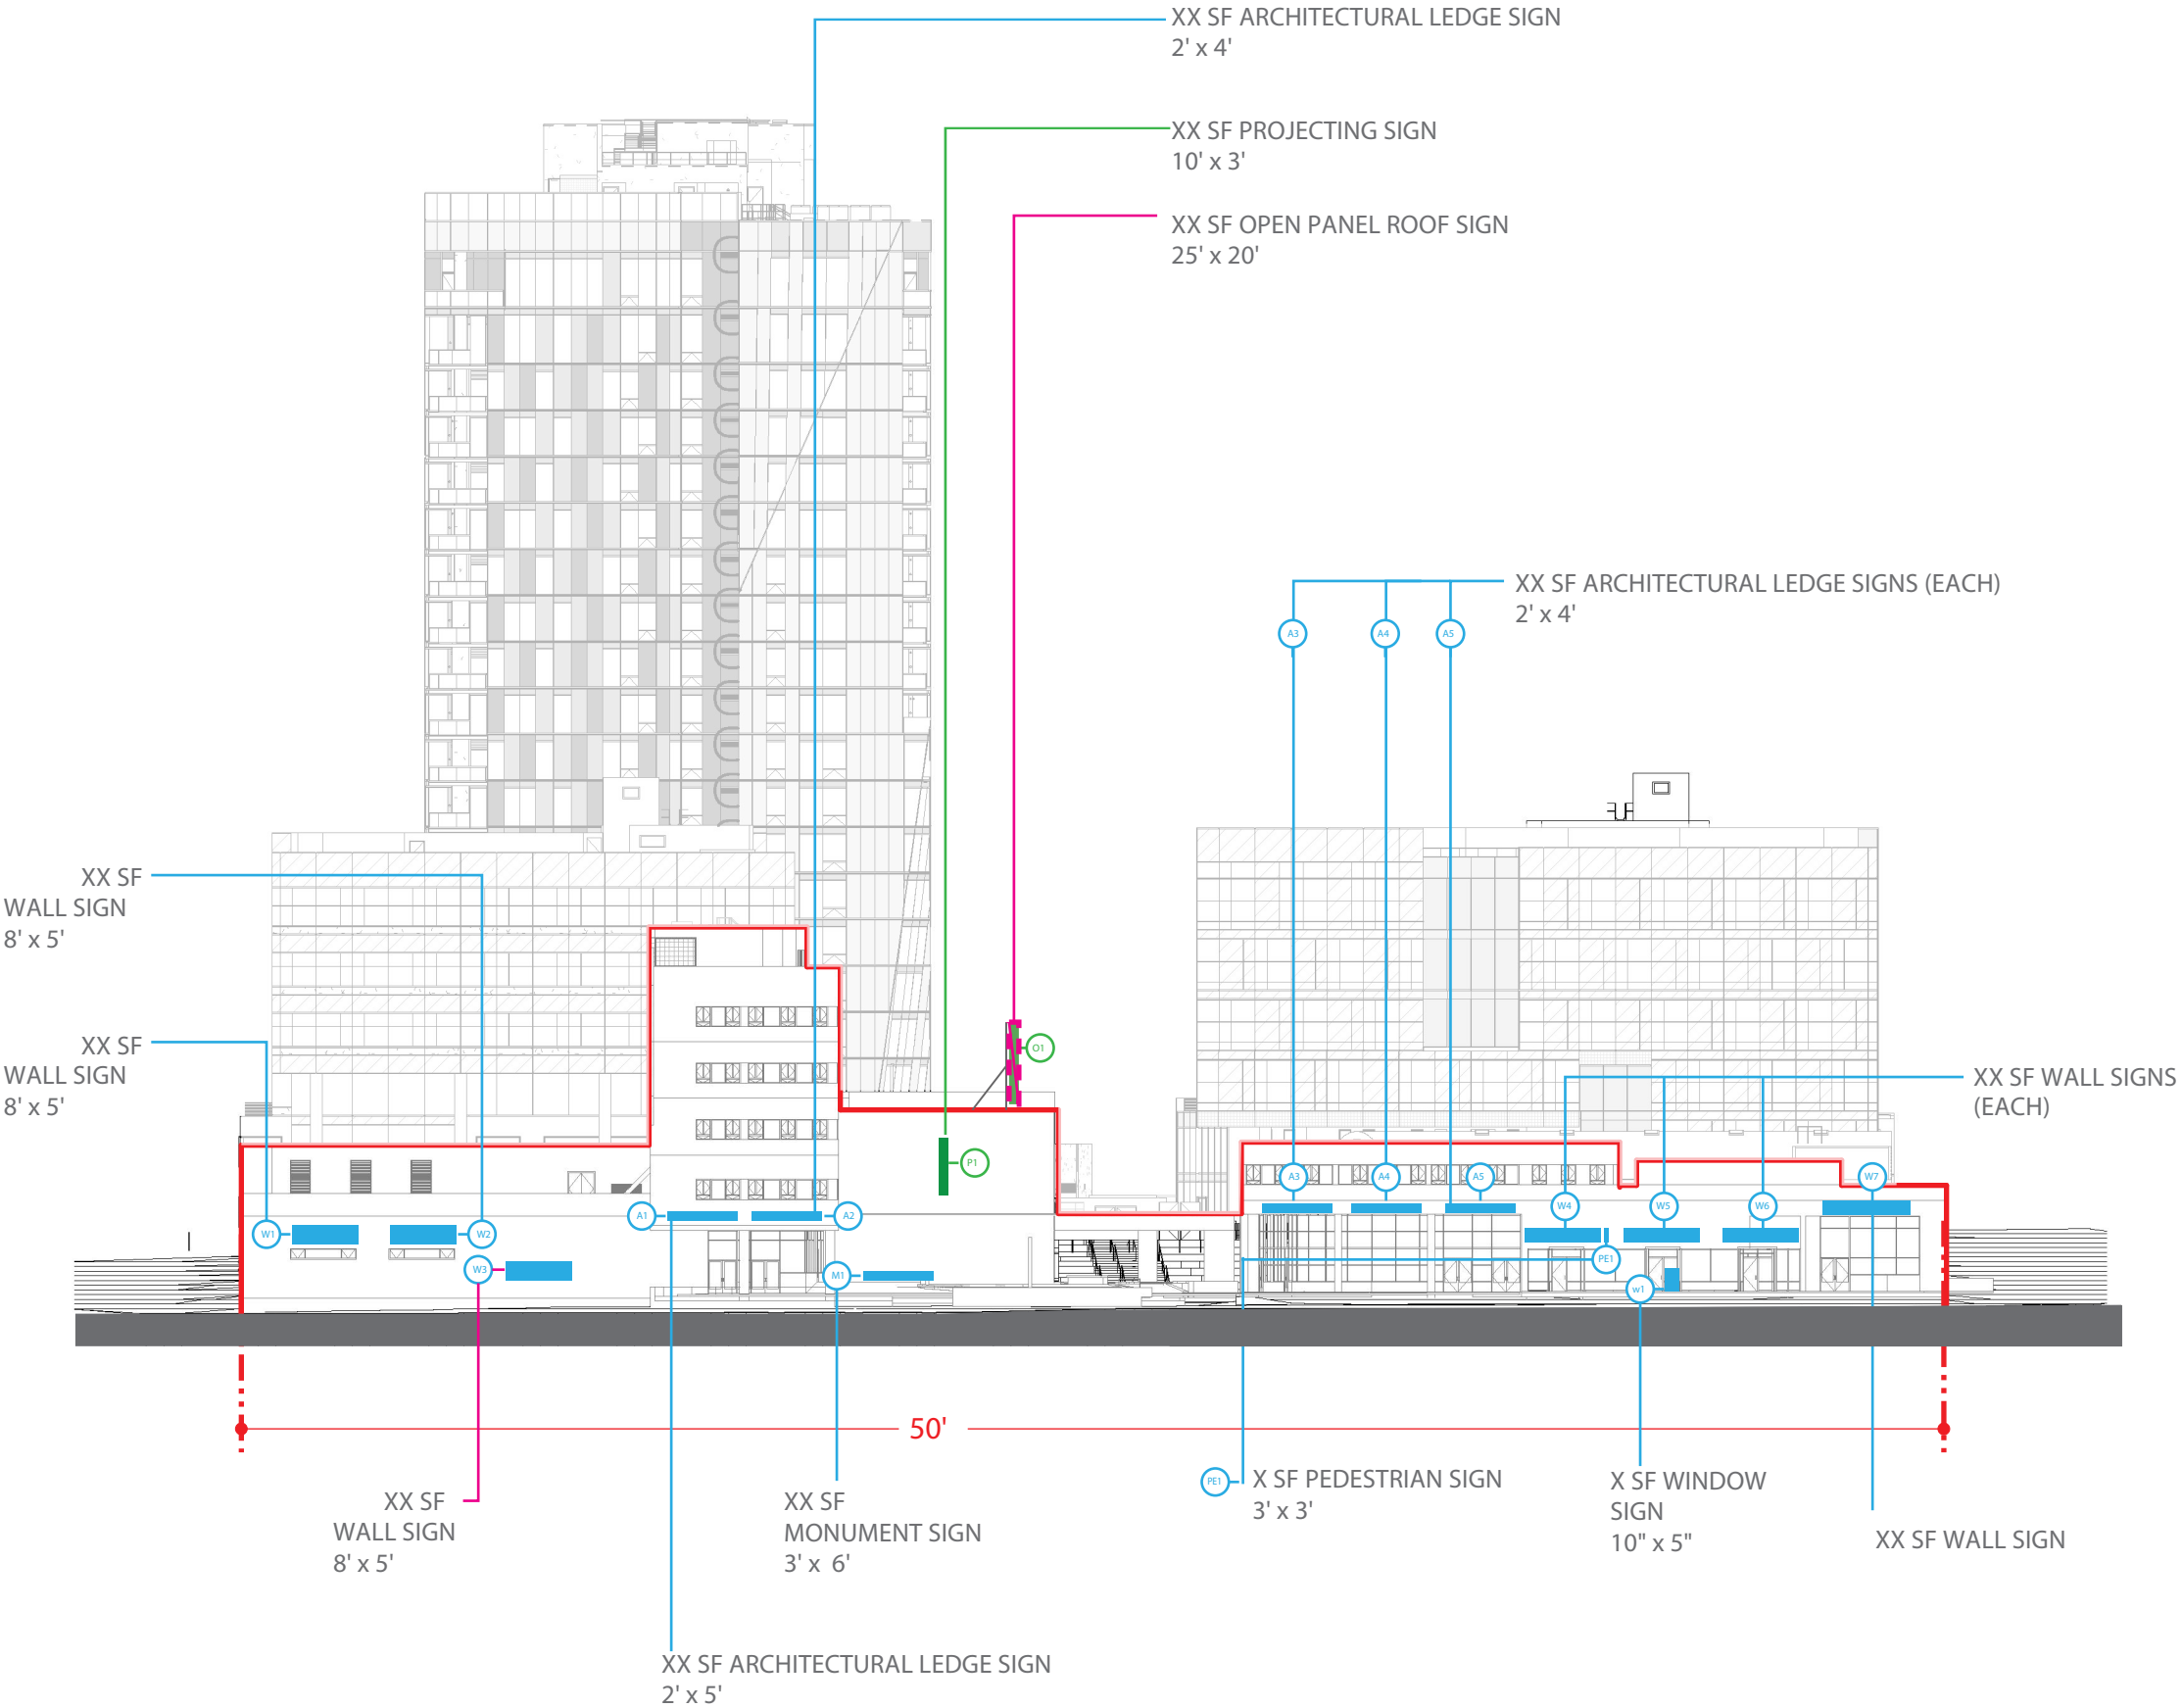 XX SF ARCHITECTURAL LEDGE SIGN
2' x 4'
XX SF PROJECTING SIGN
10' x 3'
XX SF OPEN PANEL ROOF SIGN
25' x 20'
XX SF ARCHITECTURAL LEDGE SIGNS (EACH)
2' x 4'
A3
A4
A5
XX SF
WALL SIGN
8' x 5'
XX SF
WALL SIGN
8' x 5'
O1
XX SF WALL SIGNS
(EACH)
P1
A3
A4
A5
W7
A1
A2
W4
W5
W6
W1
W2
PE1
W3
M1
w1
50'
XX SF
WALL SIGN
8' x 5'
XX SF
MONUMENT SIGN
3' x 6'
PE1
X SF PEDESTRIAN SIGN
3' x 3'
X SF WINDOW
SIGN
10" x 5"
XX SF WALL SIGN
XX SF ARCHITECTURAL LEDGE SIGN
2' x 5'